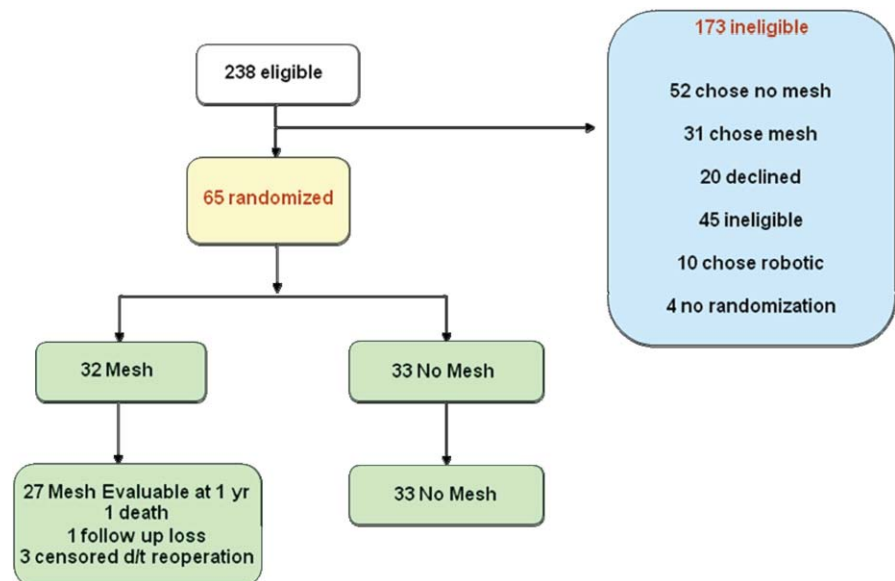 238 eligible
173 ineligible
52 chose no mesh
31 chose mesh
20 declined
45 ineligible
10 chose robotic
4 no randomization
65 randomized
32 Mesh
33 No Mesh
27 Mesh Evaluable at 1 yr
1 death
1 follow up loss
3 censored d/t reoperation
33 No Mesh